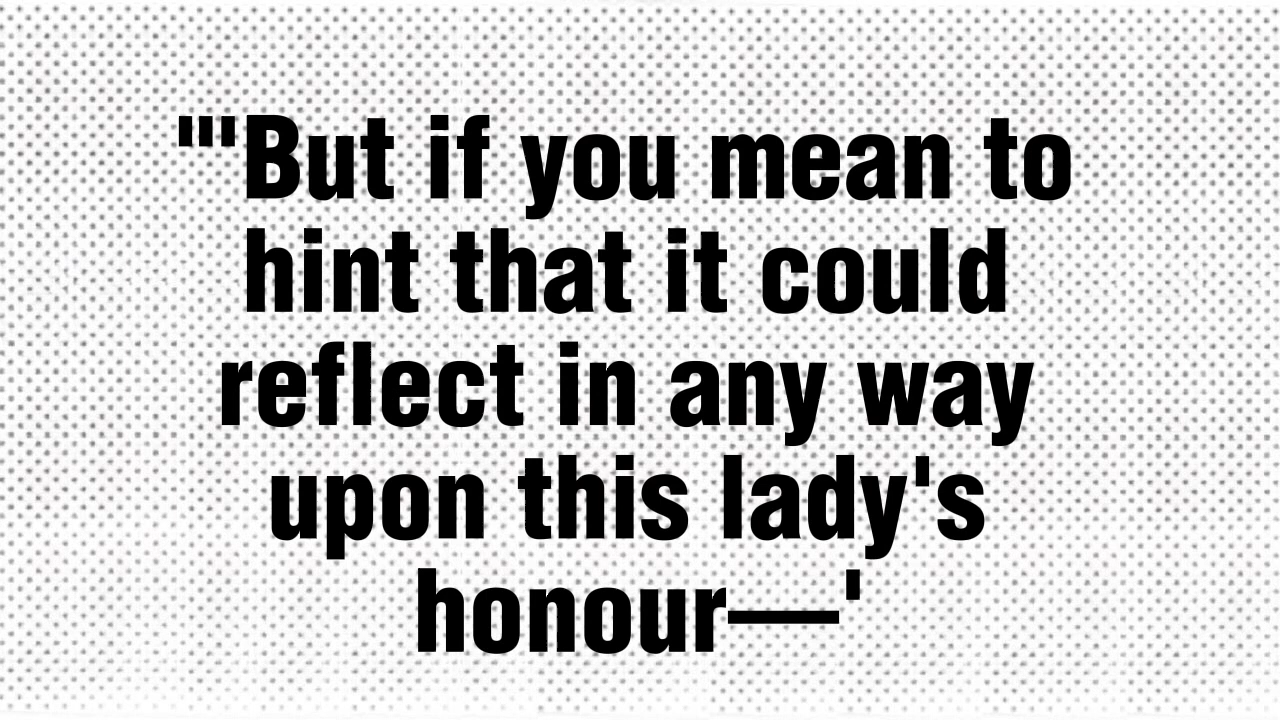 "'But if you mean to
hint that it could
reflect in any way
upon this lady's
honour—'